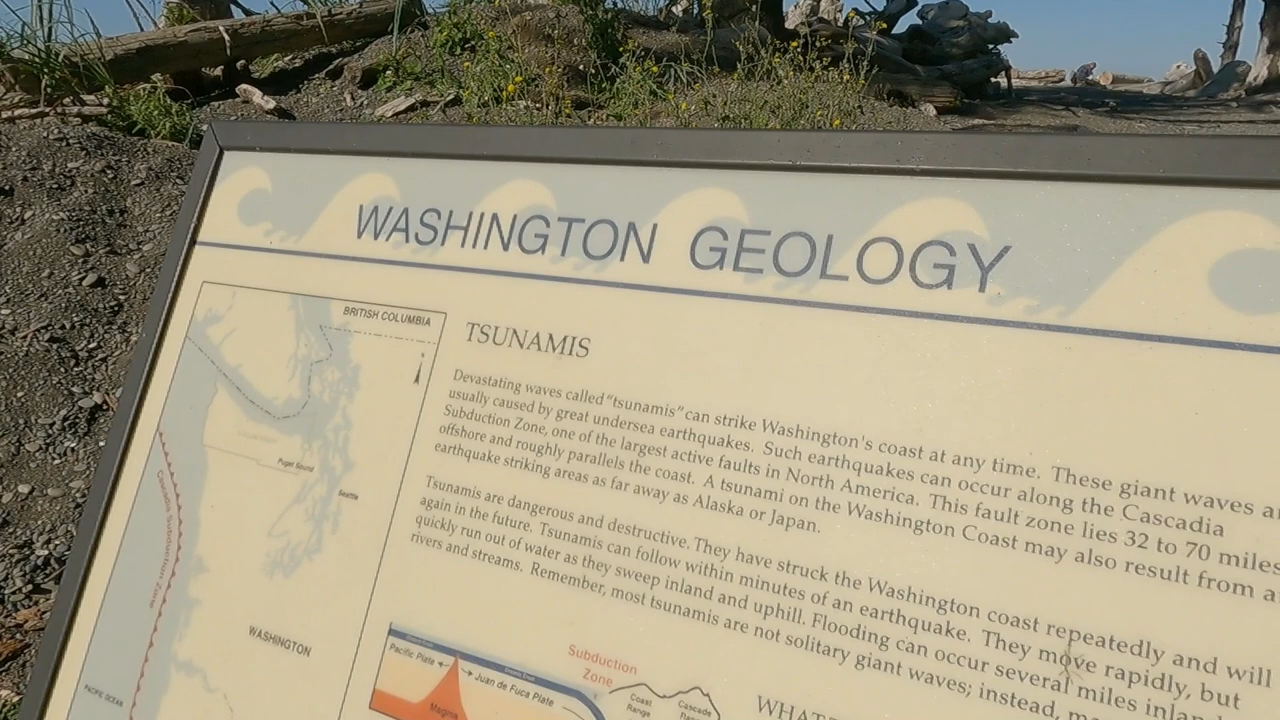 WASHINGTON GEOLOGY
BRITISH COLUMBIA
Puget Sound
Seattle
Cascadia Subduction Zone
WASHINGTON
PACIFIC OCEAN
TSUNAMIS
Devastating waves called "tsunamis" can strike Washington's coast at any time. These giant waves
usually caused by great undersea earthquakes. Such earthquakes can occur along the Cascadia
Subduction Zone, one of the largest active faults in North America. This fault zone lies 32 to 70 miles
offshore and roughly parallels the coast. A tsunami on the Washington Coast may also result from
earthquake striking areas as far away as Alaska or Japan.
Tsunamis are dangerous and destructive. They have struck the Washington coast repeatedly and will
again in the future. Tsunamis can follow within minutes of an earthquake. They move rapidly, but
quickly run out of water as they sweep inland and uphill. Flooding can occur several miles
rivers and streams. Remember, most tsunamis are not solitary giant waves; instead,
Pacific Plate
Juan de Fuca Plate
Magma
Subduction
Zone
Coast
Range
Cascade
WHAT